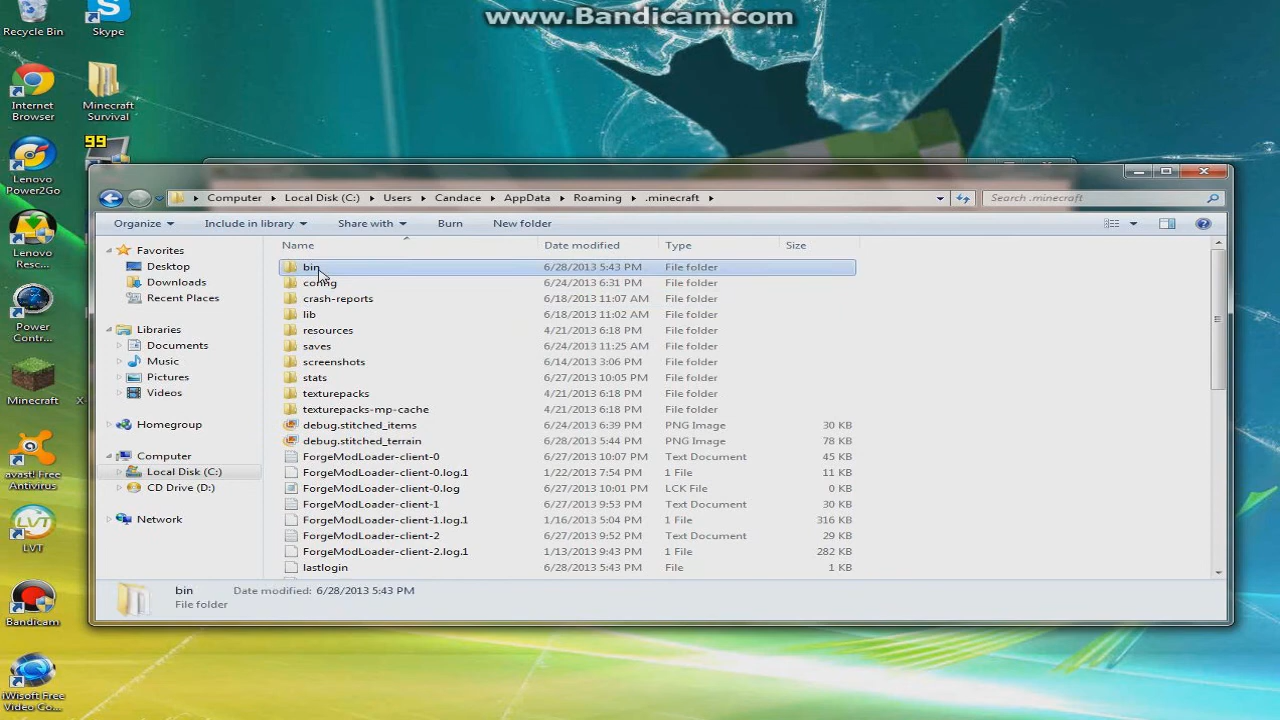 www.Bandicam.com
Recycle Bin
Skype
Internet
Browser
Minecraft
Survival
99
Lenovo
Power2Go
Lenovo
Resc...
Power
Contr...
Minecraft
X-
avast! Free
Antivirus
LVT
Bandicam
iWisoft Free
Video Co...
Computer
Local Disk (C:)
Users
Candace
AppData
Roaming
.minecraft
Search .minecraft
Organize
Include in library
Share with
Burn
New folder
Name Date modified Type Size
Favorites
Desktop
Downloads
Recent Places
Libraries
Documents
Music
Pictures
Videos
Homegroup
Computer
Local Disk (C:)
CD Drive (D:)
Network
bin 6/28/2013 5:43 PM File folder
config 6/24/2013 6:31 PM File folder
crash-reports 6/18/2013 11:07 AM File folder
lib 6/18/2013 11:02 AM File folder
resources 4/21/2013 6:18 PM File folder
saves 6/24/2013 11:25 AM File folder
screenshots 6/14/2013 3:06 PM File folder
stats 6/27/2013 10:05 PM File folder
texturepacks 4/21/2013 6:18 PM File folder
texturepacks-mp-cache 4/21/2013 6:18 PM File folder
debug.stitched_items 6/24/2013 6:39 PM PNG Image 30 KB
debug.stitched_terrain 6/28/2013 5:44 PM PNG Image 78 KB
ForgeModLoader-client-0 6/27/2013 10:07 PM Text Document 45 KB
ForgeModLoader-client-0.log.1 1/22/2013 7:54 PM 1 File 11 KB
ForgeModLoader-client-0.log 6/27/2013 10:01 PM LCK File 0 KB
ForgeModLoader-client-1 6/27/2013 9:53 PM Text Document 30 KB
ForgeModLoader-client-1.log.1 1/16/2013 5:04 PM 1 File 316 KB
ForgeModLoader-client-2 6/27/2013 9:52 PM Text Document 29 KB
ForgeModLoader-client-2.log.1 1/13/2013 9:43 PM 1 File 282 KB
lastlogin 6/28/2013 5:43 PM File 1 KB
bin Date modified: 6/28/2013 5:43 PM
File folder